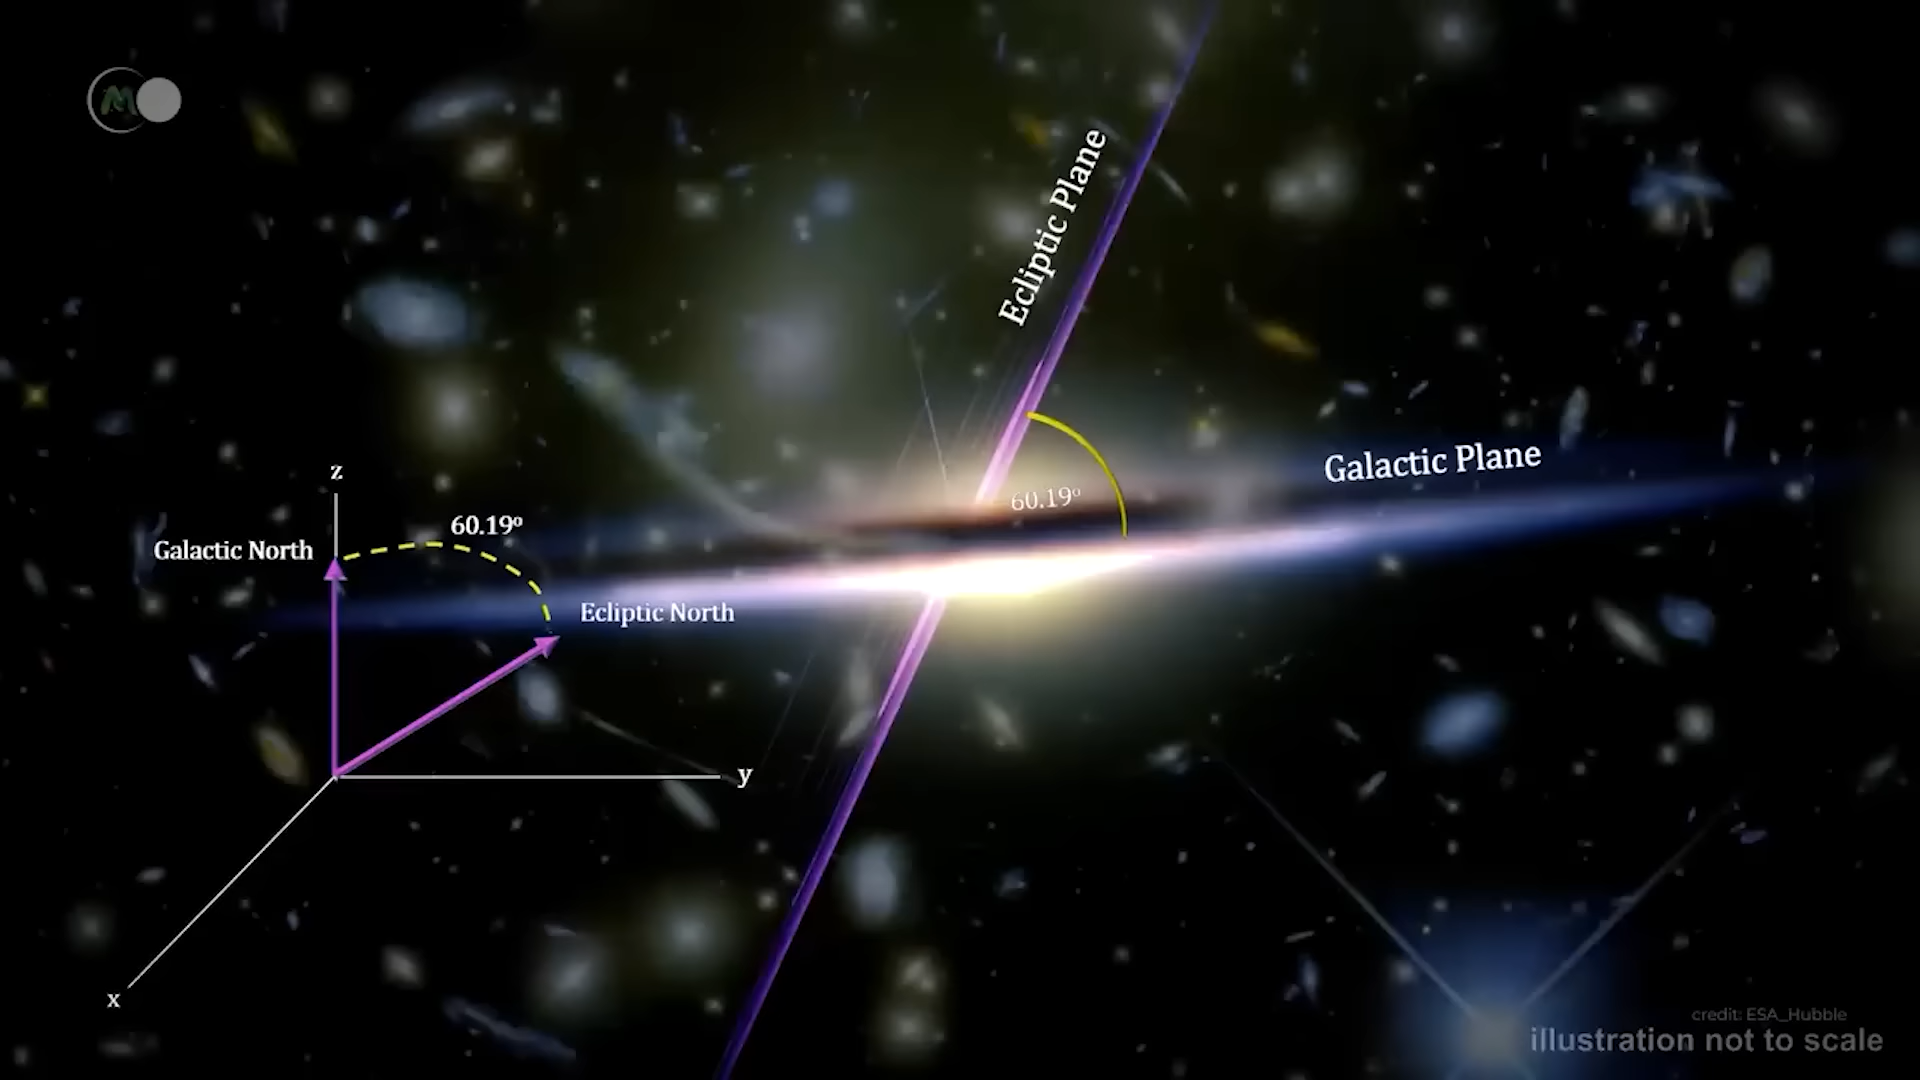 M
Ecliptic Plane
Galactic Plane
60.19º
z
60.19º
Galactic North
Ecliptic North
y
x
credit: ESA_Hubble
illustration not to scale